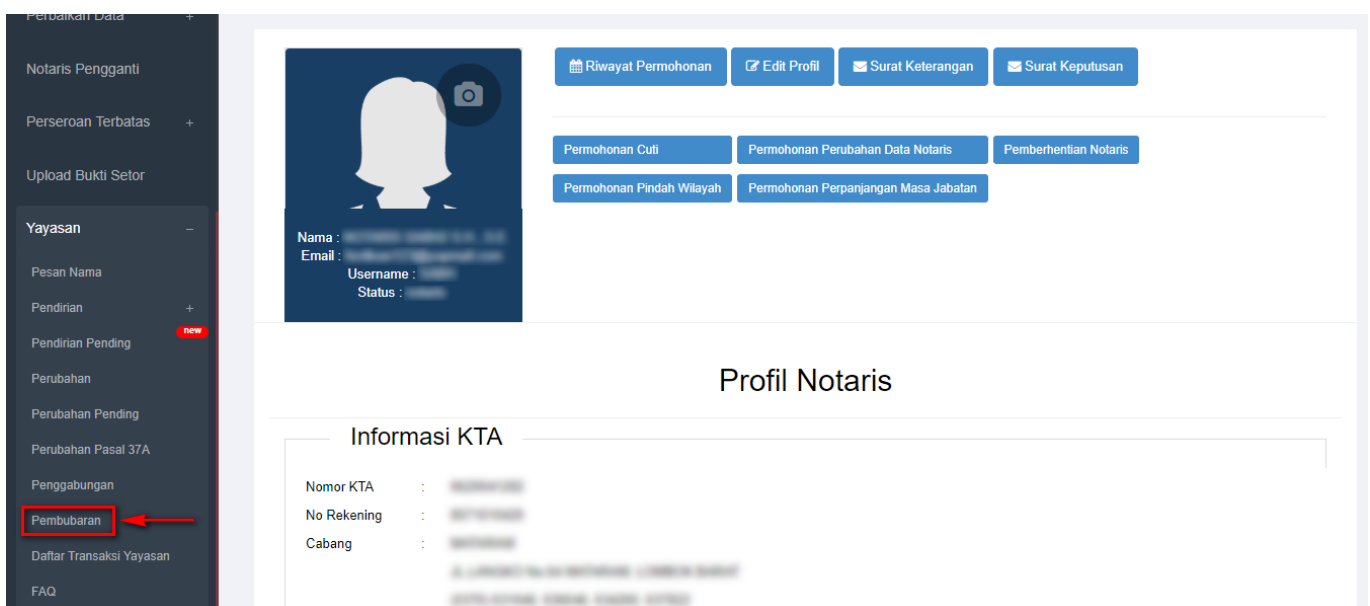 Perbaikan Data +
Notaris Pengganti
Perseroan Terbatas +
Upload Bukti Setor
Yayasan −
Pesan Nama
Pendirian +
new
Pendirian Pending
Perubahan
Perubahan Pending
Perubahan Pasal 37A
Penggabungan
Pembubaran
Daftar Transaksi Yayasan
FAQ
Riwayat Permohonan Edit Profil Surat Keterangan Surat Keputusan
Permohonan Cuti Permohonan Perubahan Data Notaris Pemberhentian Notaris
Permohonan Pindah Wilayah Permohonan Perpanjangan Masa Jabatan
Nama :
Email :
Username :
Status :
Profil Notaris
Informasi KTA
Nomor KTA :
No Rekening :
Cabang :